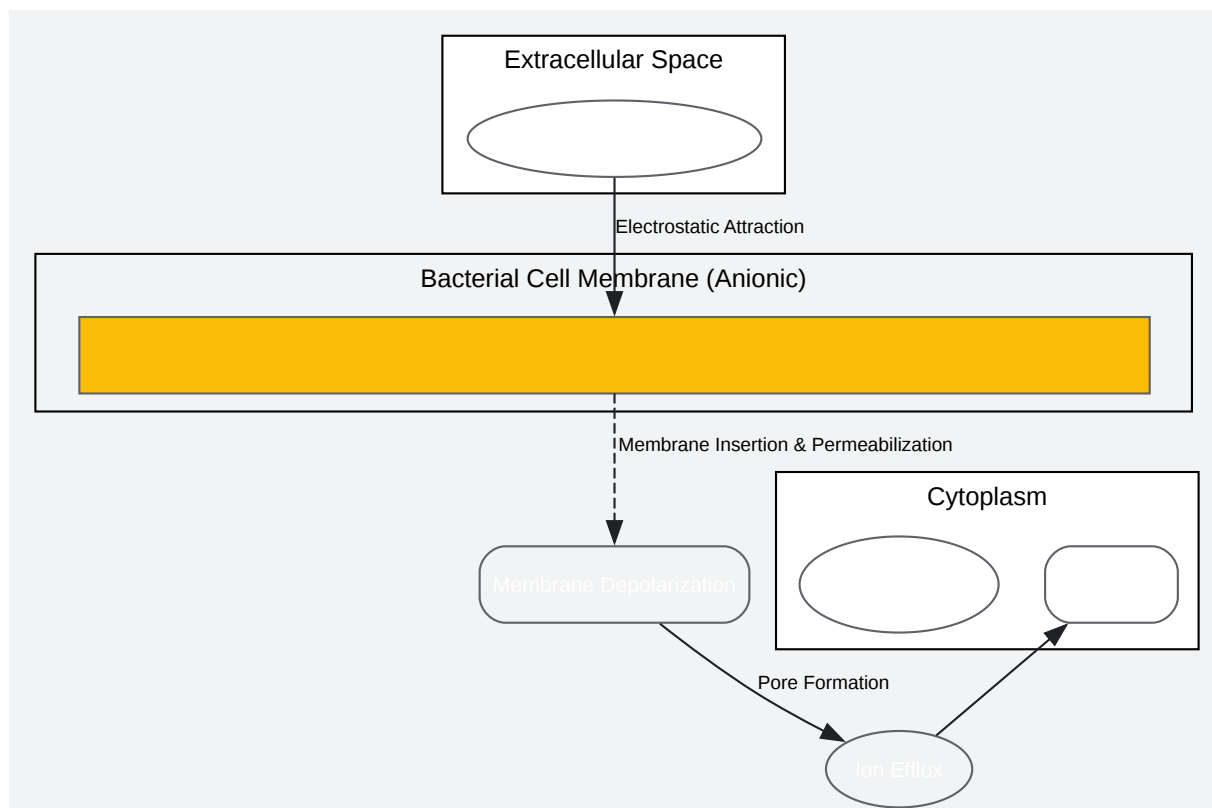 Extracellular Space
Electrostatic Attraction
Bacterial Cell Membrane (Anionic)
Membrane Insertion & Permeabilization
Cytoplasm
Membrane Depolarization
Pore Formation
Ion Efflux